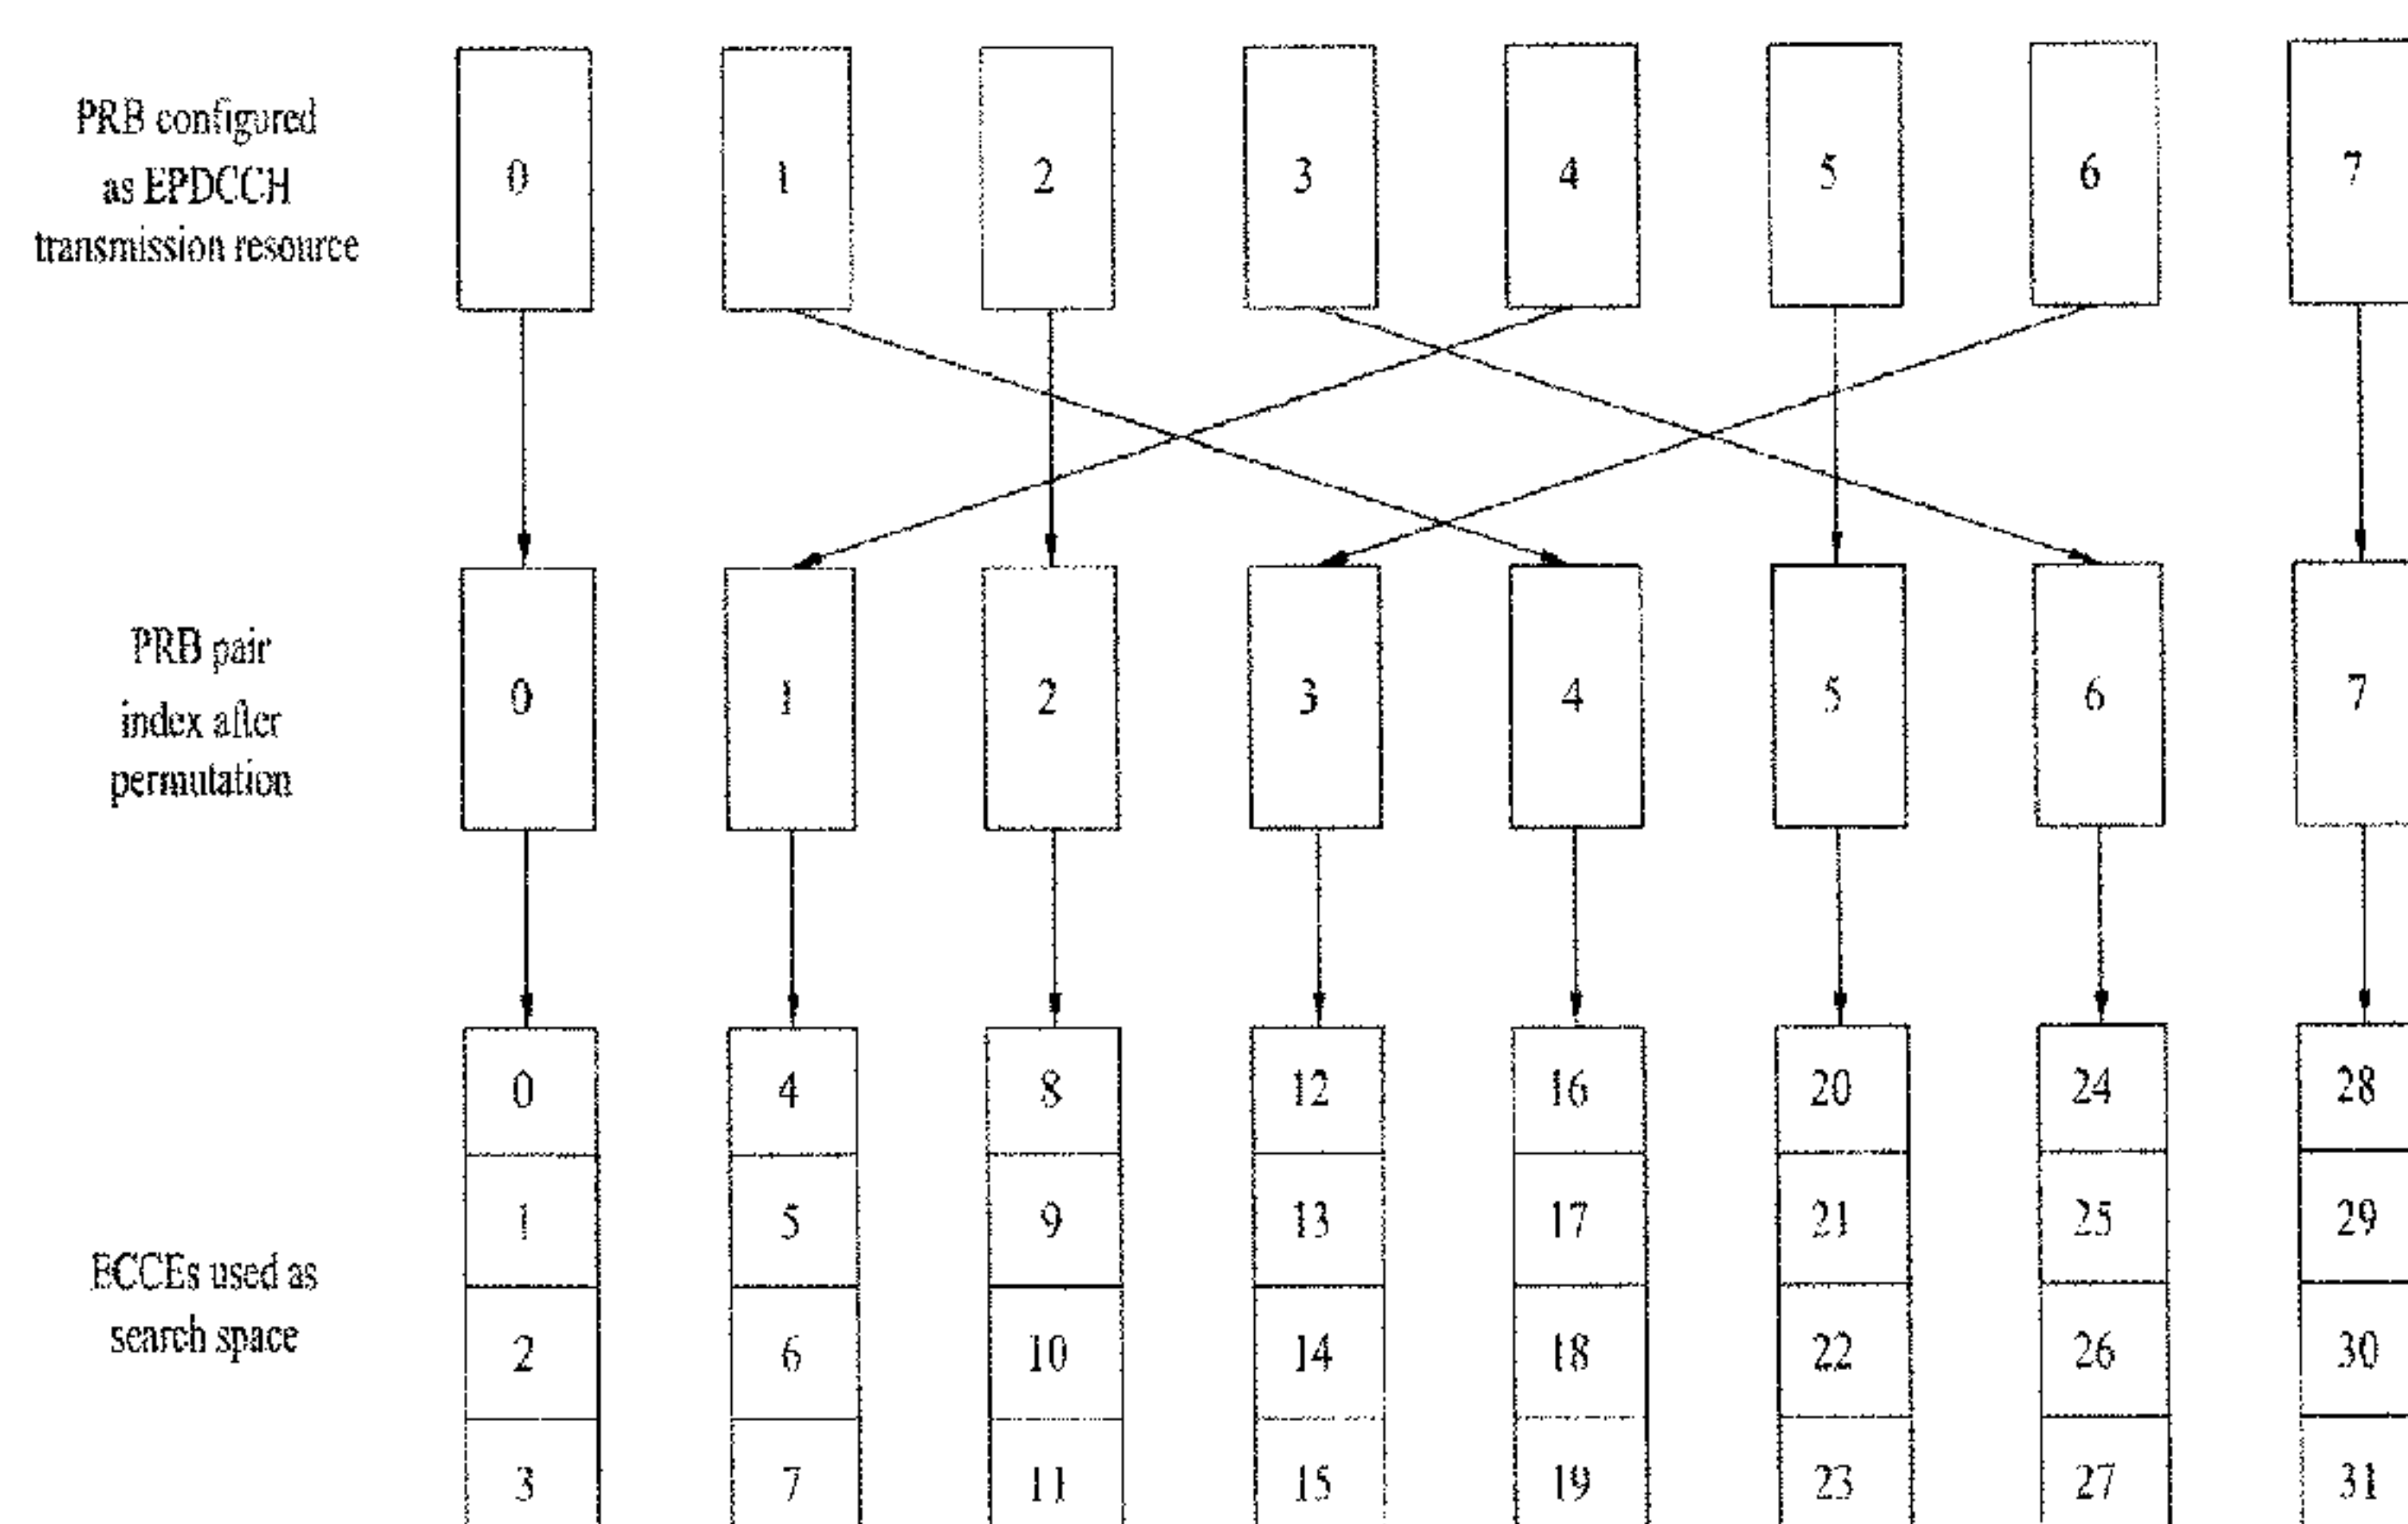 PRB configured
as EPDCCH
transmission resource
0 1 2 3 4 5 6 7
PRB pair
index after
permutation
0 1 2 3 4 5 6 7
ECCEs used as
search space
0 4 8 12 16 20 24 28
1 5 9 13 17 21 25 29
2 6 10 14 18 22 26 30
3 7 11 15 19 23 27 31